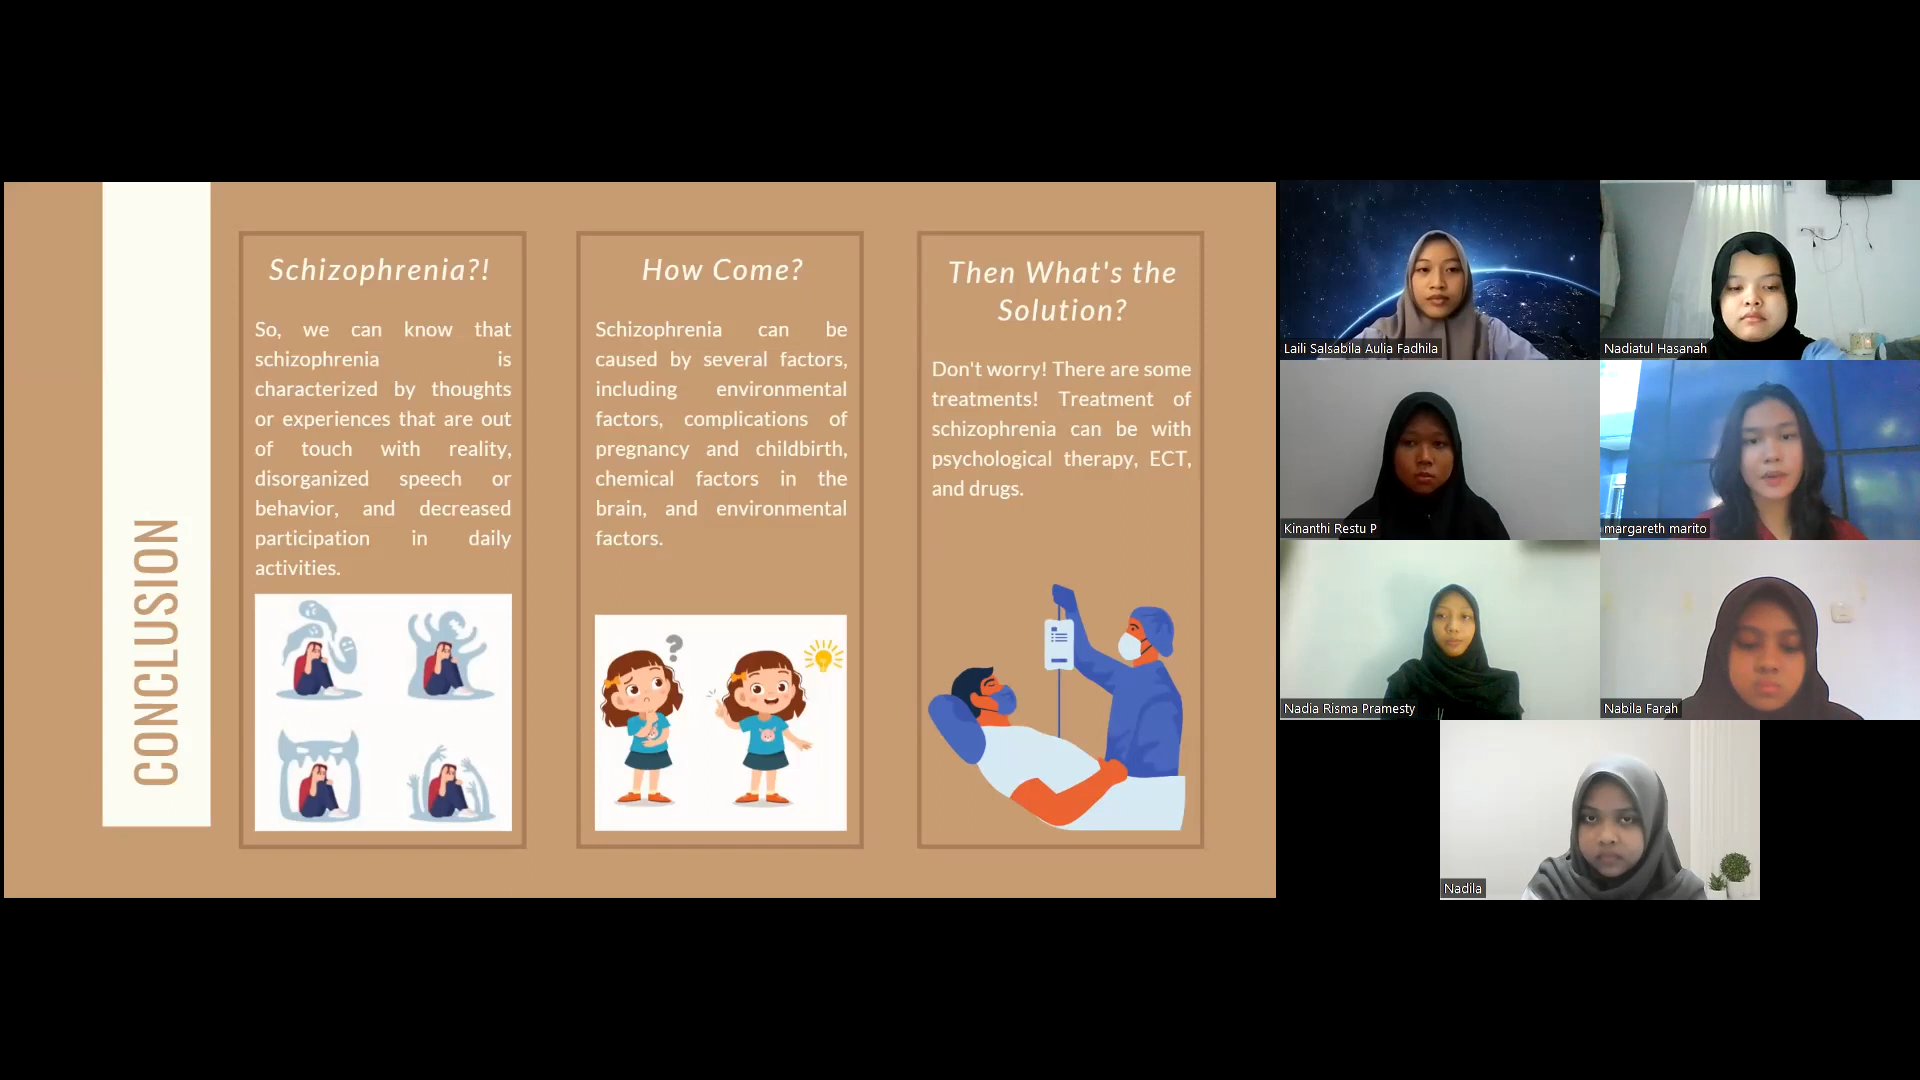 CONCLUSION
Schizophrenia?!
So, we can know that
schizophrenia is
characterized by thoughts
or experiences that are out
of touch with reality,
disorganized speech or
behavior, and decreased
participation in daily
activities.
How Come?
Schizophrenia can be
caused by several factors,
including environmental
factors, complications of
pregnancy and childbirth,
chemical factors in the
brain, and environmental
factors.
?
Then What's the
Solution?
Don't worry! There are some
treatments! Treatment of
schizophrenia can be with
psychological therapy, ECT,
and drugs.
Laili Salsabila Aulia Fadhila
Nadiatul Hasanah
Kinanthi Restu P
margareth marito
Nadia Risma Pramesty
Nabila Farah
Nadila